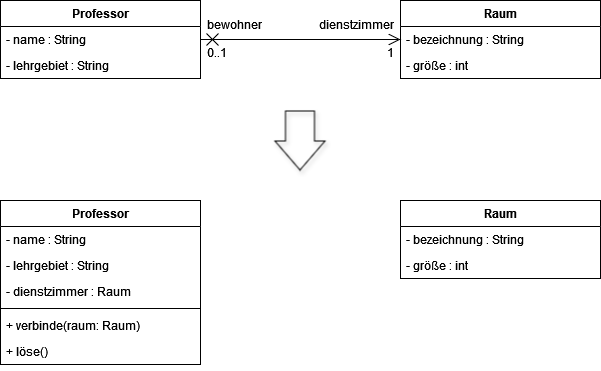 Professor
- name : String
- lehrgebiet : String
bewohner
dienstzimmer
0..1
1
Raum
- bezeichnung : String
- größe : int
Professor
- name : String
- lehrgebiet : String
- dienstzimmer : Raum
+ verbinde(raum: Raum)
+ löse()
Raum
- bezeichnung : String
- größe : int